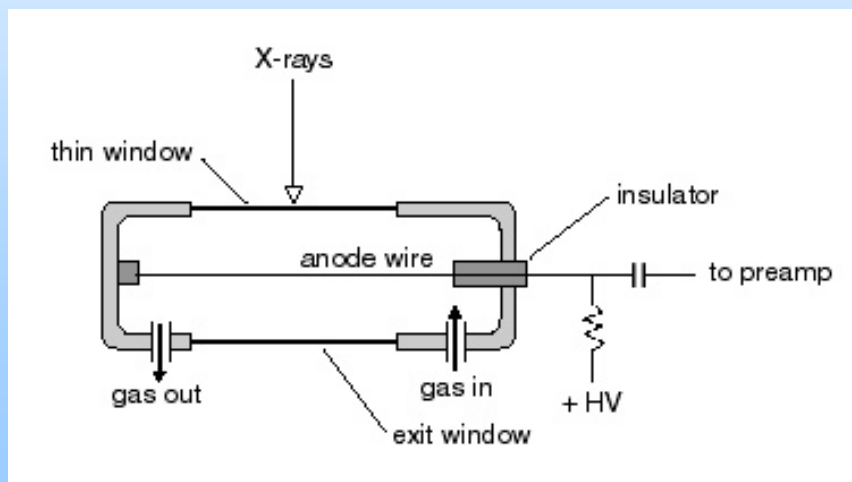 X-rays
thin window
insulator
anode wire
to preamp
gas out
gas in
+ HV
exit window